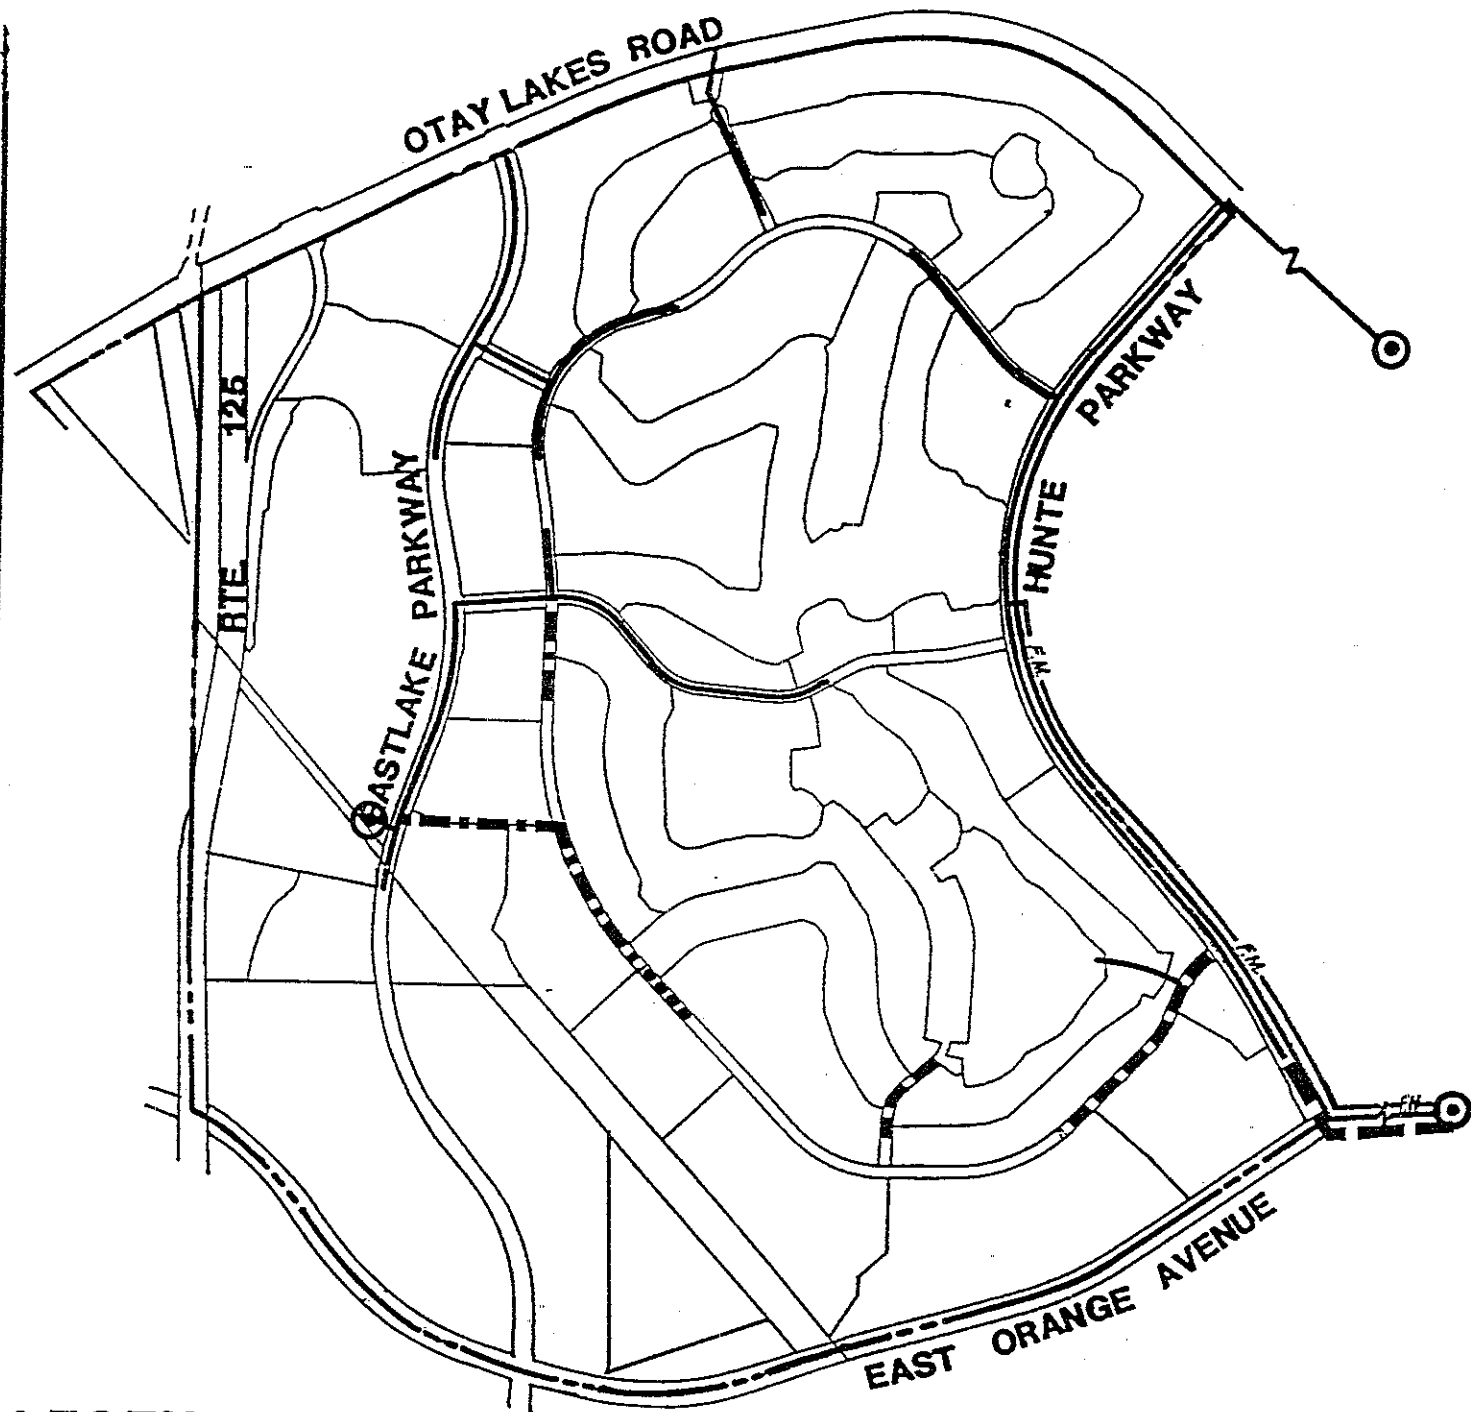 OTAY LAKES ROAD
RTE. 125
EASTLAKE PARKWAY
HUNTE PARKWAY
F.M.
F.M.
F.M.
EAST ORANGE AVENUE